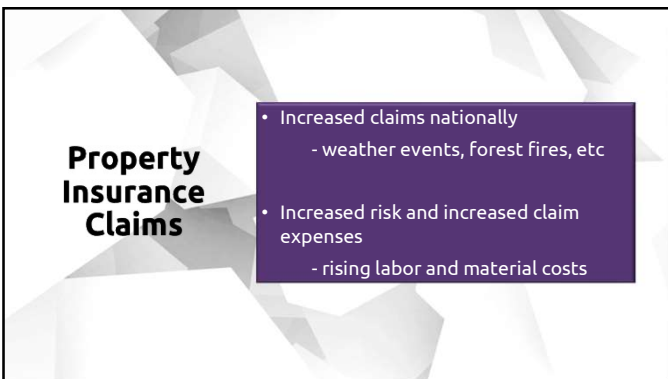 Property
Insurance
Claims
• Increased claims nationally
- weather events, forest fires, etc
• Increased risk and increased claim
expenses
- rising labor and material costs